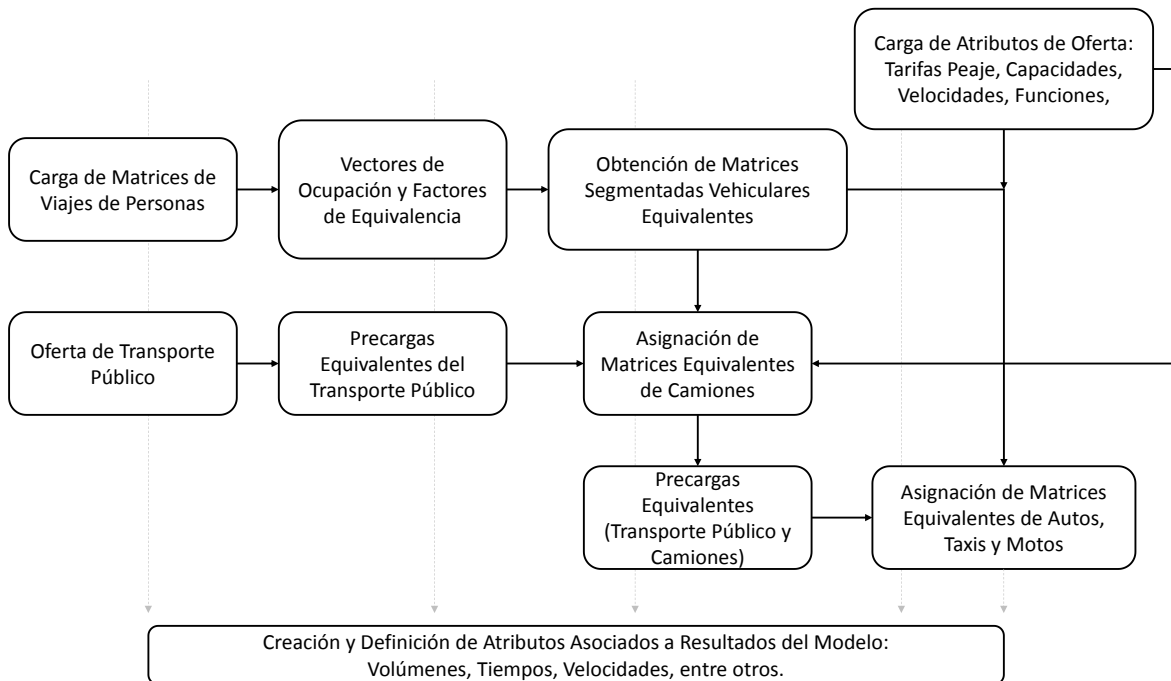 Carga de Atributos de Oferta:
Tarifas Peaje, Capacidades,
Velocidades, Funciones,
Carga de Matrices de
Viajes de Personas
Vectores de
Ocupación y Factores
de Equivalencia
Obtención de Matrices
Segmentadas Vehiculares
Equivalentes
Oferta de Transporte
Público
Precargas
Equivalentes del
Transporte Público
Asignación de
Matrices Equivalentes
de Camiones
Precargas
Equivalentes
(Transporte Público y
Camiones)
Asignación de Matrices
Equivalentes de Autos,
Taxis y Motos
Creación y Definición de Atributos Asociados a Resultados del Modelo:
Volúmenes, Tiempos, Velocidades, entre otros.